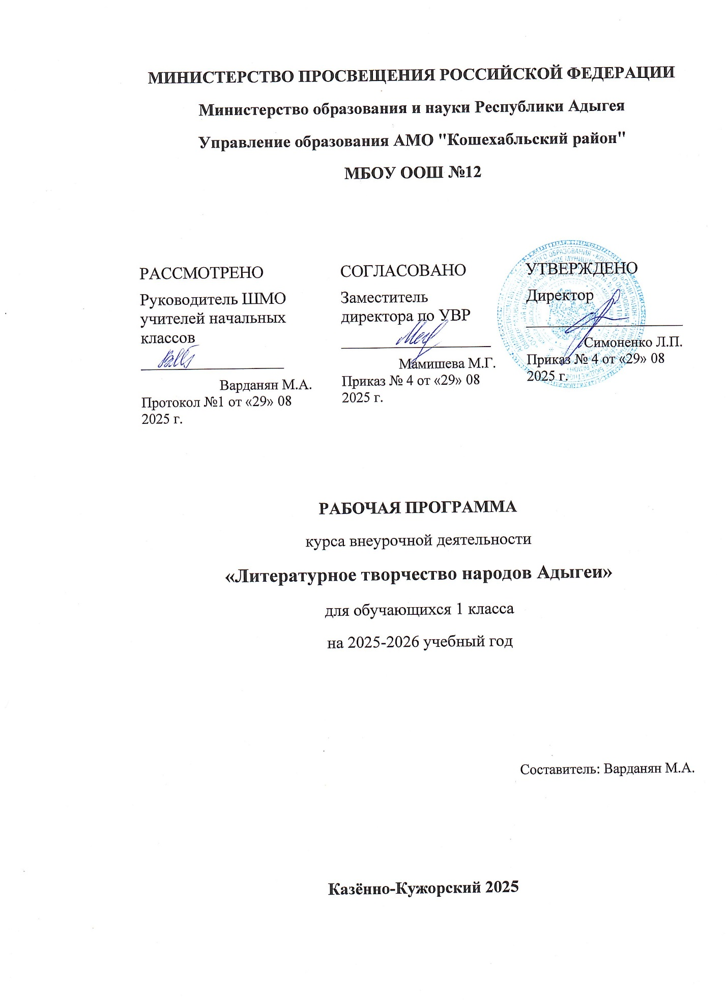 МИНИСТЕРСТВО ПРОСВЕЩЕНИЯ РОССИЙСКОЙ ФЕДЕРАЦИИ
Министерство образования и науки Республики Адыгея
Управление образования АМО "Кошехабльский район"
МБОУ ООШ №12
РАССМОТРЕНО
Руководитель ШМО
учителей начальных
классов
Варданян М.А.
Протокол №1 от «29» 08
2025 г.
СОГЛАСОВАНО
Заместитель
директора по УВР
Мамишева М.Г.
Приказ № 4 от «29» 08
2025 г.
УТВЕРЖДЕНО
Директор
Симоненко Л.П.
Приказ № 4 от «29» 08
2025 г.
РАБОЧАЯ ПРОГРАММА
курса внеурочной деятельности
«Литературное творчество народов Адыгеи»
для обучающихся 1 класса
на 2025-2026 учебный год
Составитель: Варданян М.А.
Казённо-Кужорский 2025